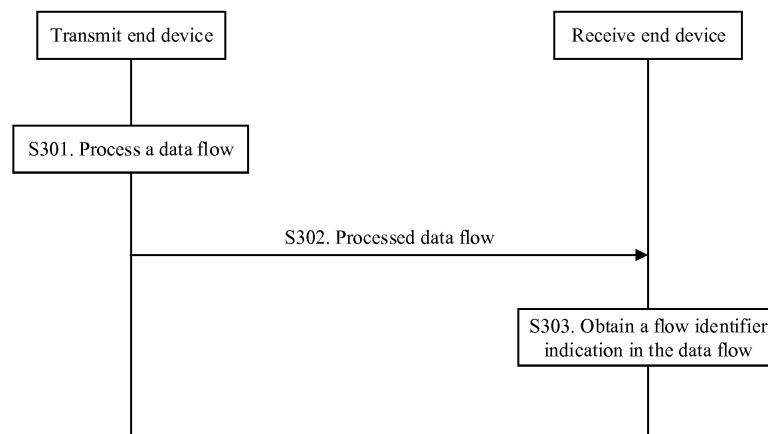 Transmit end device
Receive end device
S301. Process a data flow
S302. Processed data flow
S303. Obtain a flow identifier
indication in the data flow